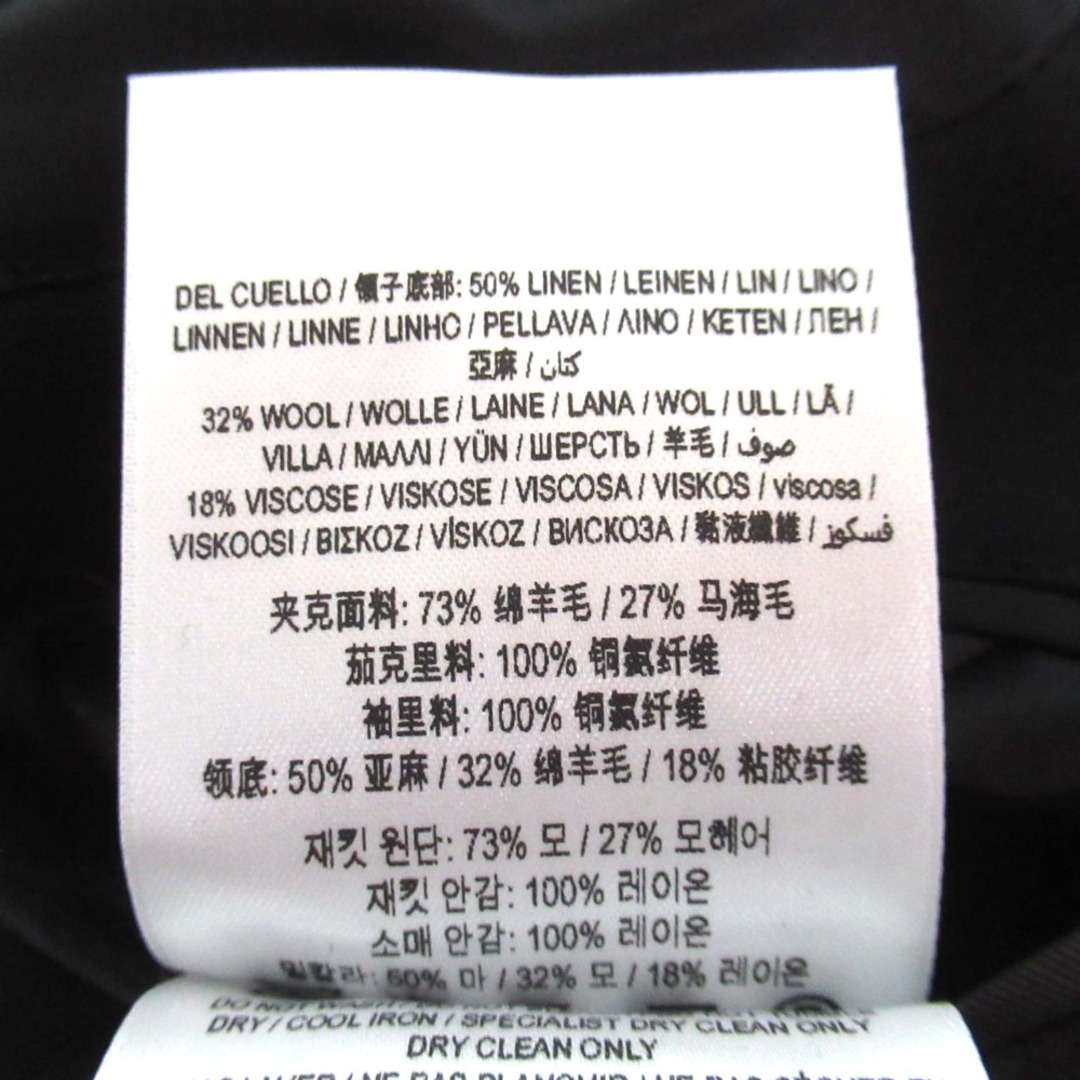 DEL CUELLO / 領子底部: 50% LINEN / LEINEN / LIN / LINO /
LINNEN / LINNE / LINHO / PELLAVA / ΛΙΝΟ / KETEN / ЛЕН /
亞麻 / كتان
32% WOOL / WOLLE / LAINE / LANA / WOL / ULL / LÃ /
VILLA / ΜΑΛΛΙ / YÜN / ШЕРСТЬ / 羊毛 / صوف
18% VISCOSE / VISKOSE / VISCOSA / VISKOS / viscosa /
VISKOOSI / ΒΙΣΚΟΖ / VİSKOZ / ВИСКОЗА / 黏液纖維 / فسكوز
夹克面料: 73% 绵羊毛 / 27% 马海毛
茄克里料: 100% 铜氨纤维
袖里料: 100% 铜氨纤维
领底: 50% 亚麻 / 32% 绵羊毛 / 18% 粘胶纤维
재킷 원단: 73% 모 / 27% 모헤어
재킷 안감: 100% 레이온
소매 안감: 100% 레이온
밑칼라: 50% 마 / 32% 모 / 18% 레이온
DO NOT WASH /
DRY / COOL IRON / SPECIALIST DRY CLEAN ONLY
DRY CLEAN ONLY